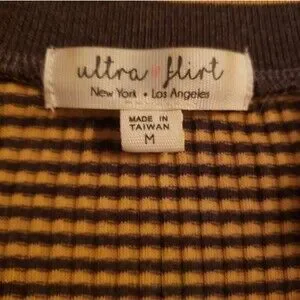 ultra flirt
New York • Los Angeles
MADE IN
TAIWAN
M